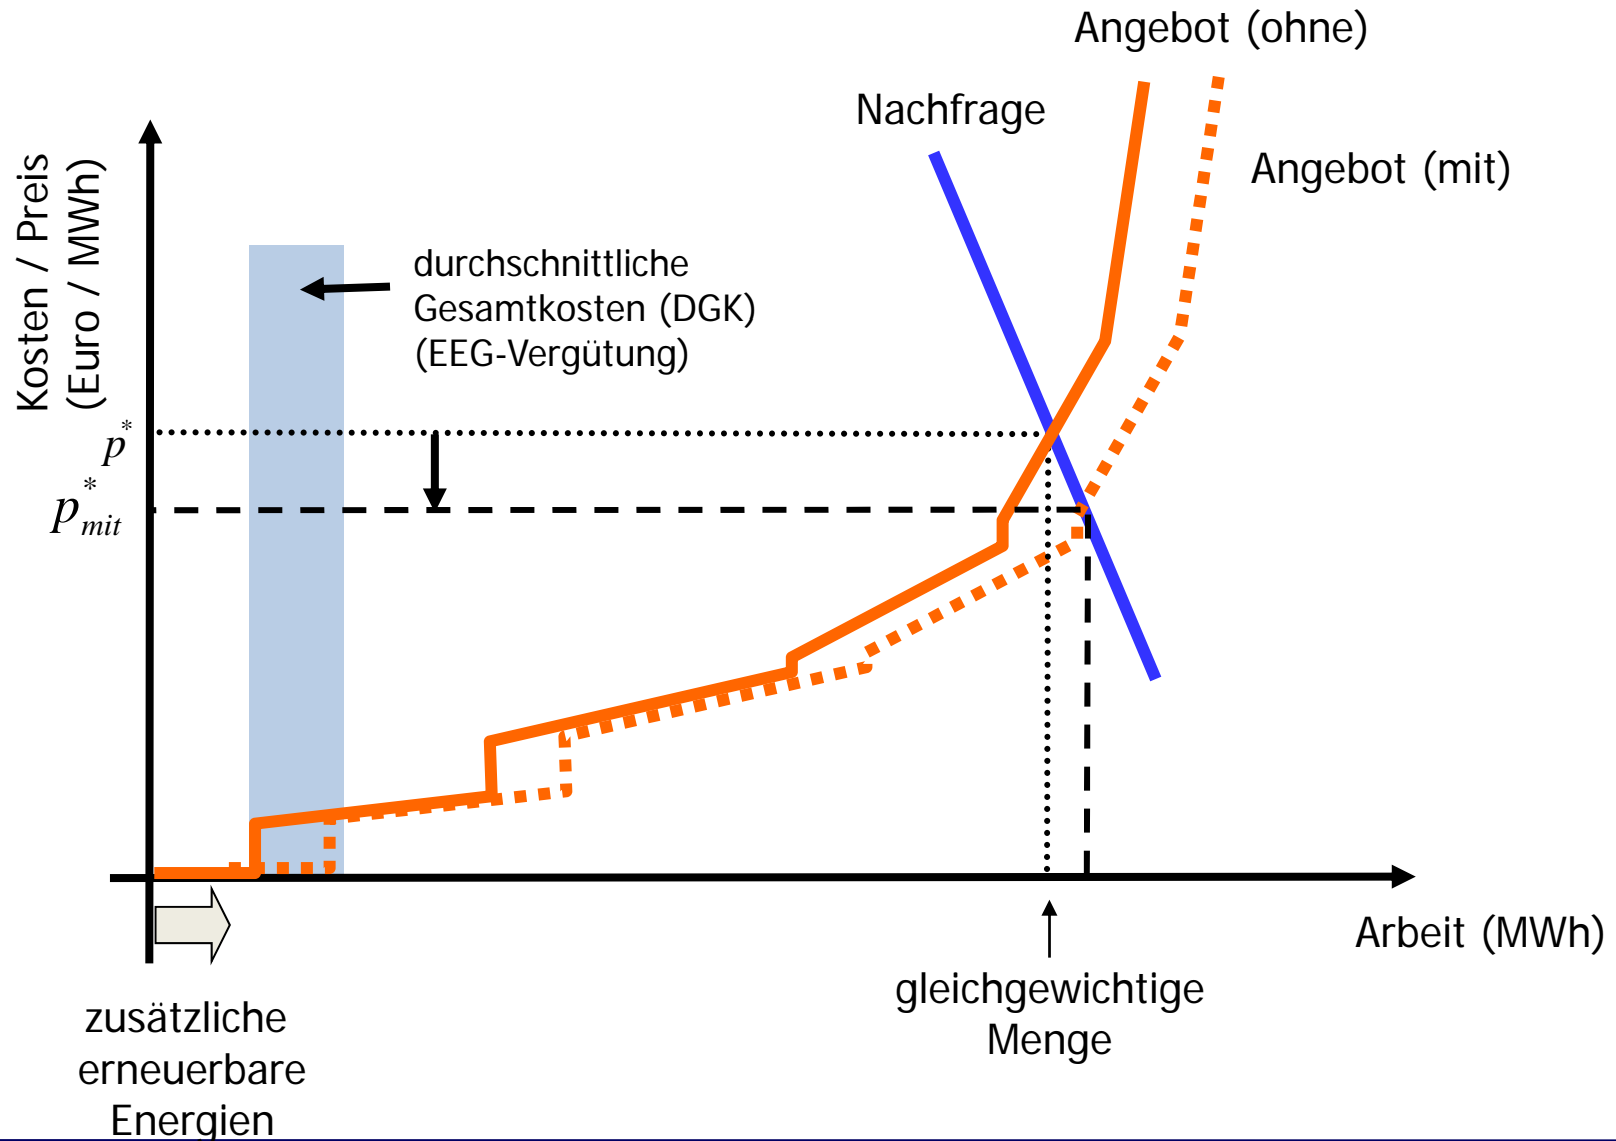 Angebot (ohne)
Nachfrage
Angebot (mit)
Kosten / Preis
(Euro / MWh)
durchschnittliche
Gesamtkosten (DGK)
(EEG-Vergütung)
p*
p*mit
Arbeit (MWh)
gleichgewichtige
Menge
zusätzliche
erneuerbare
Energien